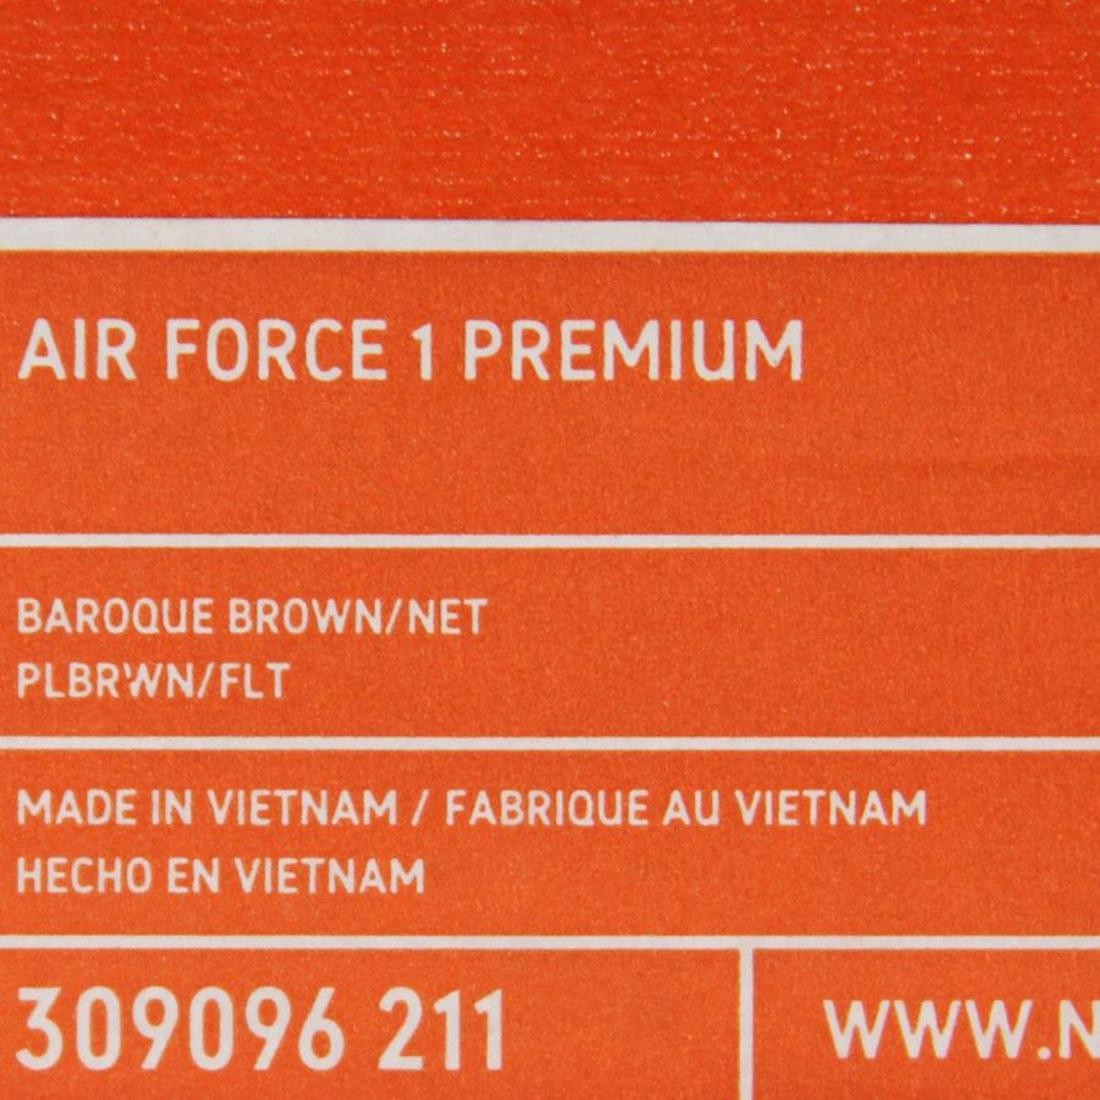 AIR FORCE 1 PREMIUM
BAROQUE BROWN/NET
PLBRWN/FLT
MADE IN VIETNAM / FABRIQUE AU VIETNAM
HECHO EN VIETNAM
309096 211
WWW.N